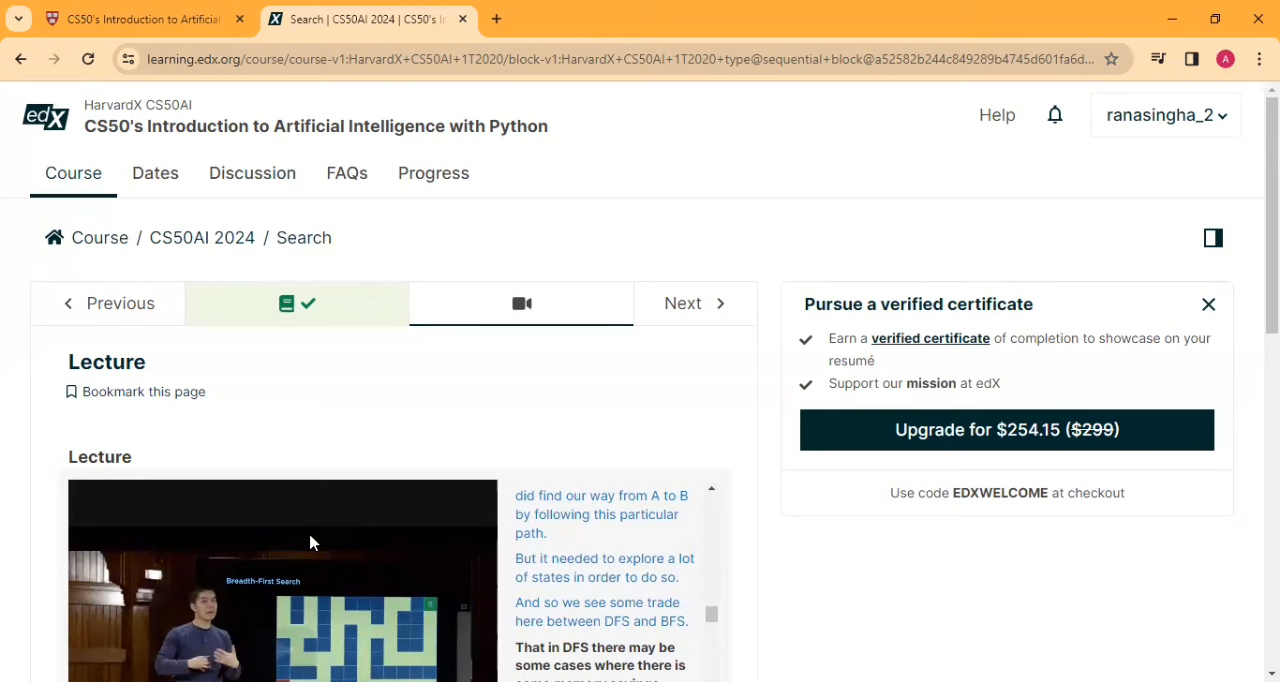 CS50's Introduction to Artificial
Search | CS50AI 2024 | CS50's I
learning.edx.org/course/course-v1:HarvardX+CS50AI+1T2020/block-v1:HarvardX+CS50AI+1T2020+type@sequential+block@a52582b244c849289b4745d601fa6d...
A
edX
HarvardX CS50AI
CS50's Introduction to Artificial Intelligence with Python
Help
ranasingha_2
Course
Dates
Discussion
FAQs
Progress
Course / CS50AI 2024 / Search
Previous
Next
Lecture
Bookmark this page
Lecture
Breadth-First Search
did find our way from A to B
by following this particular
path.
But it needed to explore a lot
of states in order to do so.
And so we see some trade
here between DFS and BFS.
That in DFS there may be
some cases where there is
some memory savings
Pursue a verified certificate
Earn a verified certificate of completion to showcase on your
resumé
Support our mission at edX
Upgrade for $254.15 ($299)
Use code EDXWELCOME at checkout